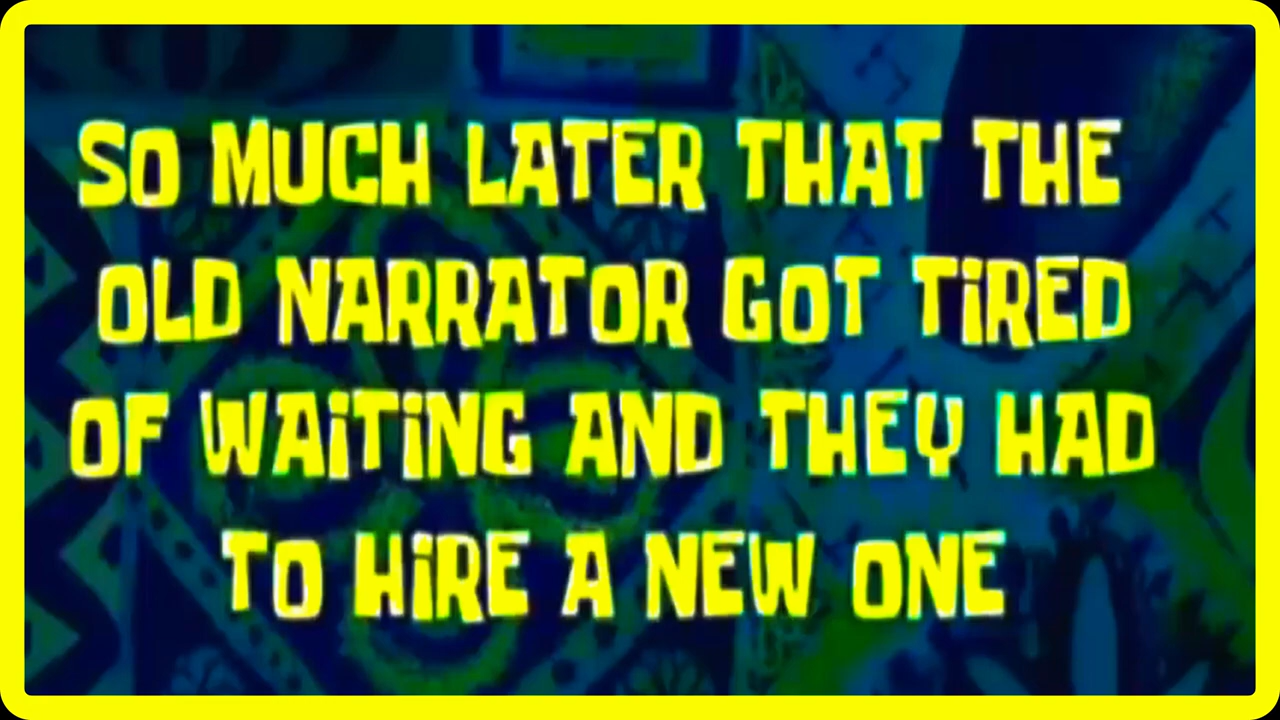 SO MUCH LATER THAT THE
OLD NARRATOR GOT TiRED
OF WAiTiNG AND THEY HAD
TO HiRE A NEW ONE